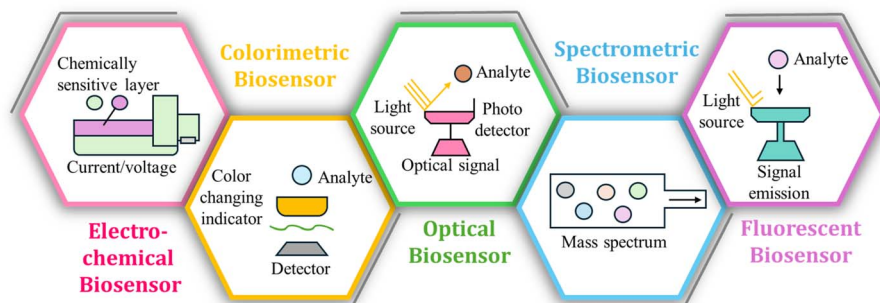 Chemically
sensitive layer
Current/voltage
Electro-
chemical
Biosensor
Colorimetric
Biosensor
Color
changing
indicator
Analyte
Detector
Analyte
Light
source
Photo
detector
Optical signal
Optical
Biosensor
Spectrometric
Biosensor
Mass spectrum
Analyte
Light
source
Signal
emission
Fluorescent
Biosensor